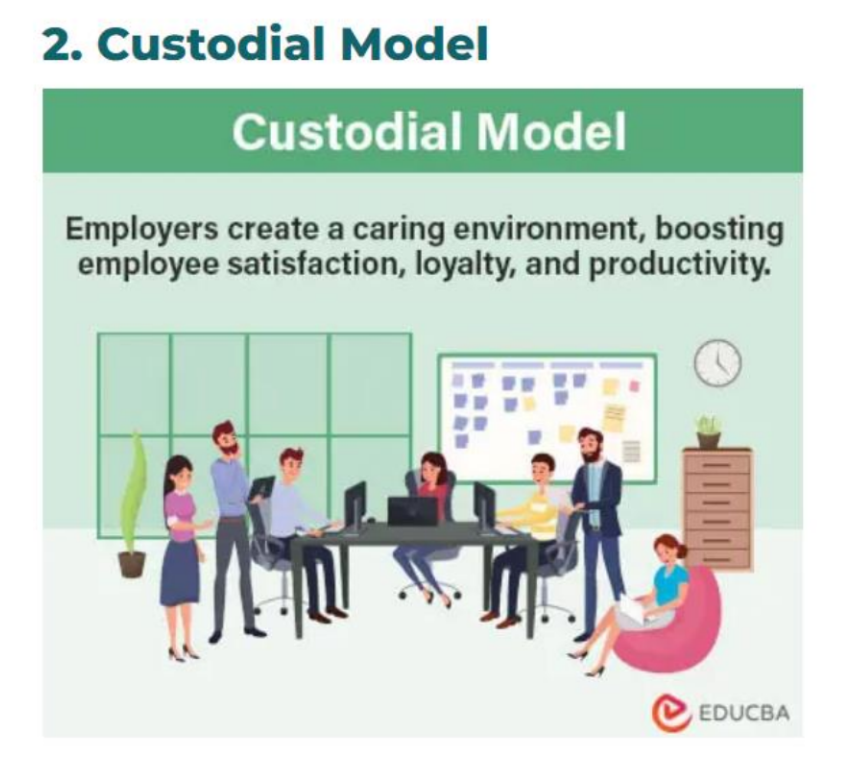 2. Custodial Model
Custodial Model
Employers create a caring environment, boosting
employee satisfaction, loyalty, and productivity.
EDUCBA